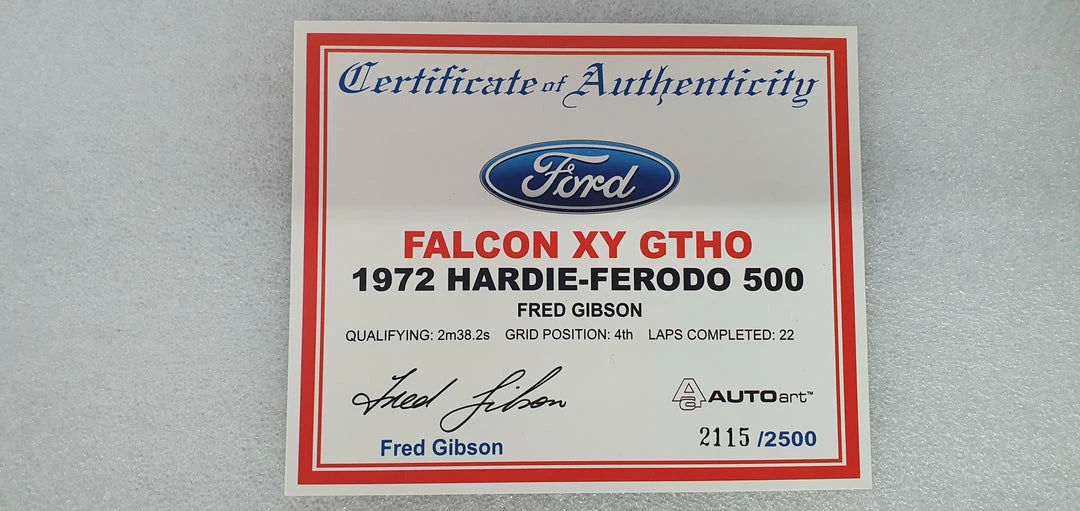 Certificate of Authenticity
Ford
FALCON XY GTHO
1972 HARDIE-FERODO 500
FRED GIBSON
QUALIFYING: 2m38.2s GRID POSITION: 4th LAPS COMPLETED: 22
Fred Gibson
AA AUTOart™
Fred Gibson
2115 /2500